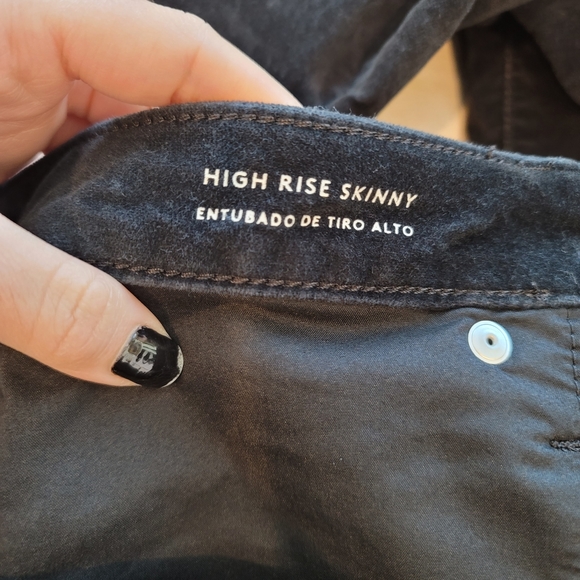 HIGH RISE SKINNY
ENTUBADO DE TIRO ALTO